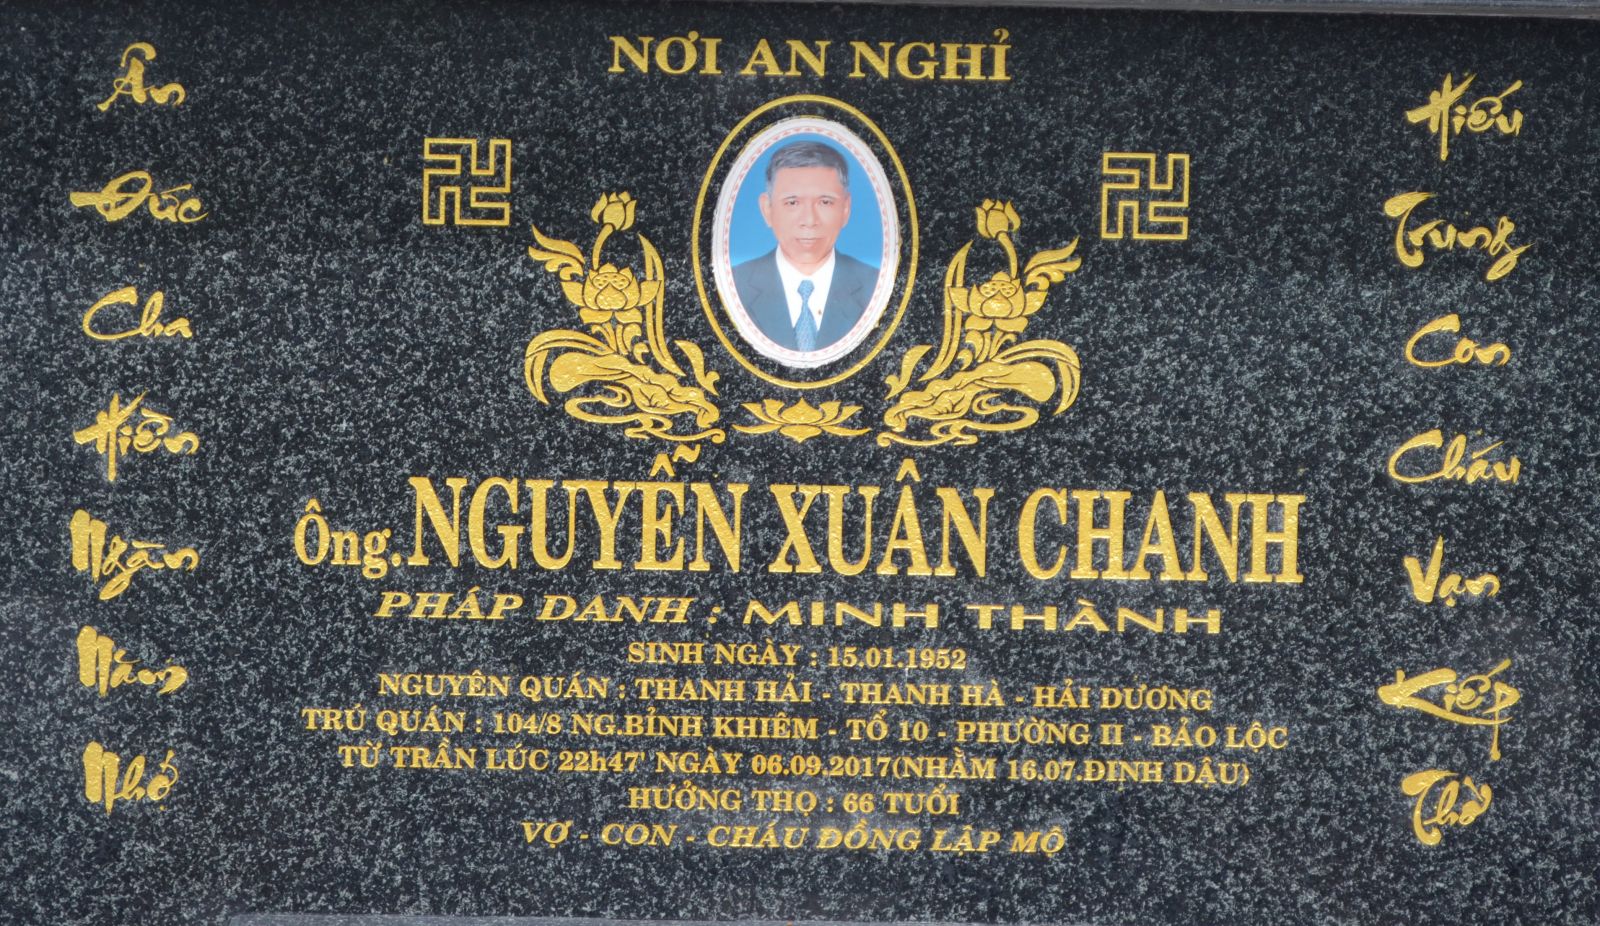 NƠI AN NGHỈ
Ân
Đức
Cha
Hiền
Ngàn
Năm
Nhớ
Hiếu
Trung
Con
Cháu
Vạn
Kiếp
Thờ
Ông. NGUYỄN XUÂN CHANH
PHÁP DANH : MINH THÀNH
SINH NGÀY : 15.01.1952
NGUYÊN QUÁN : THANH HẢI - THANH HÀ - HẢI DƯƠNG
TRÚ QUÁN : 104/8 NG.BỈNH KHIÊM - TỔ 10 - PHƯỜNG II - BẢO LÔC
TỪ TRẦN LÚC 22h47' NGÀY 06.09.2017(NHẰM 16.07.ĐINH DẬU)
HƯỞNG THỌ : 66 TUỔI
VỢ - CON - CHÁU ĐỒNG LẬP MỘ